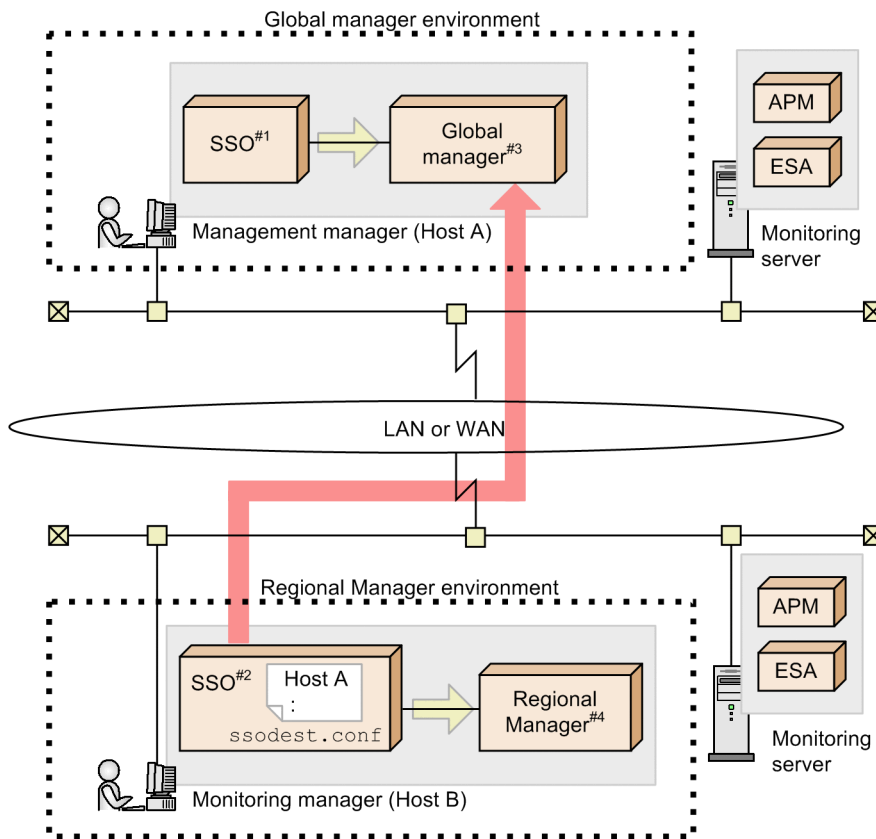 Global manager environment
SSO#1
Global
manager#3
Management manager (Host A)
APM
ESA
Monitoring
server
LAN or WAN
Regional Manager environment
SSO#2
Host A
:
ssodest.conf
Regional
Manager#4
Monitoring manager (Host B)
APM
ESA
Monitoring
server